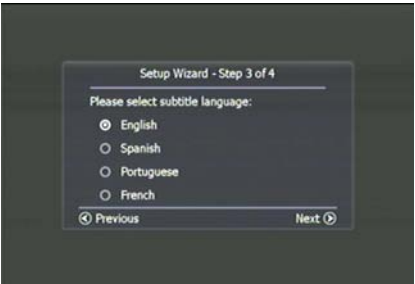 Setup Wizard - Step 3 of 4
Please select subtitle language:
English
Spanish
Portuguese
French
Previous Next